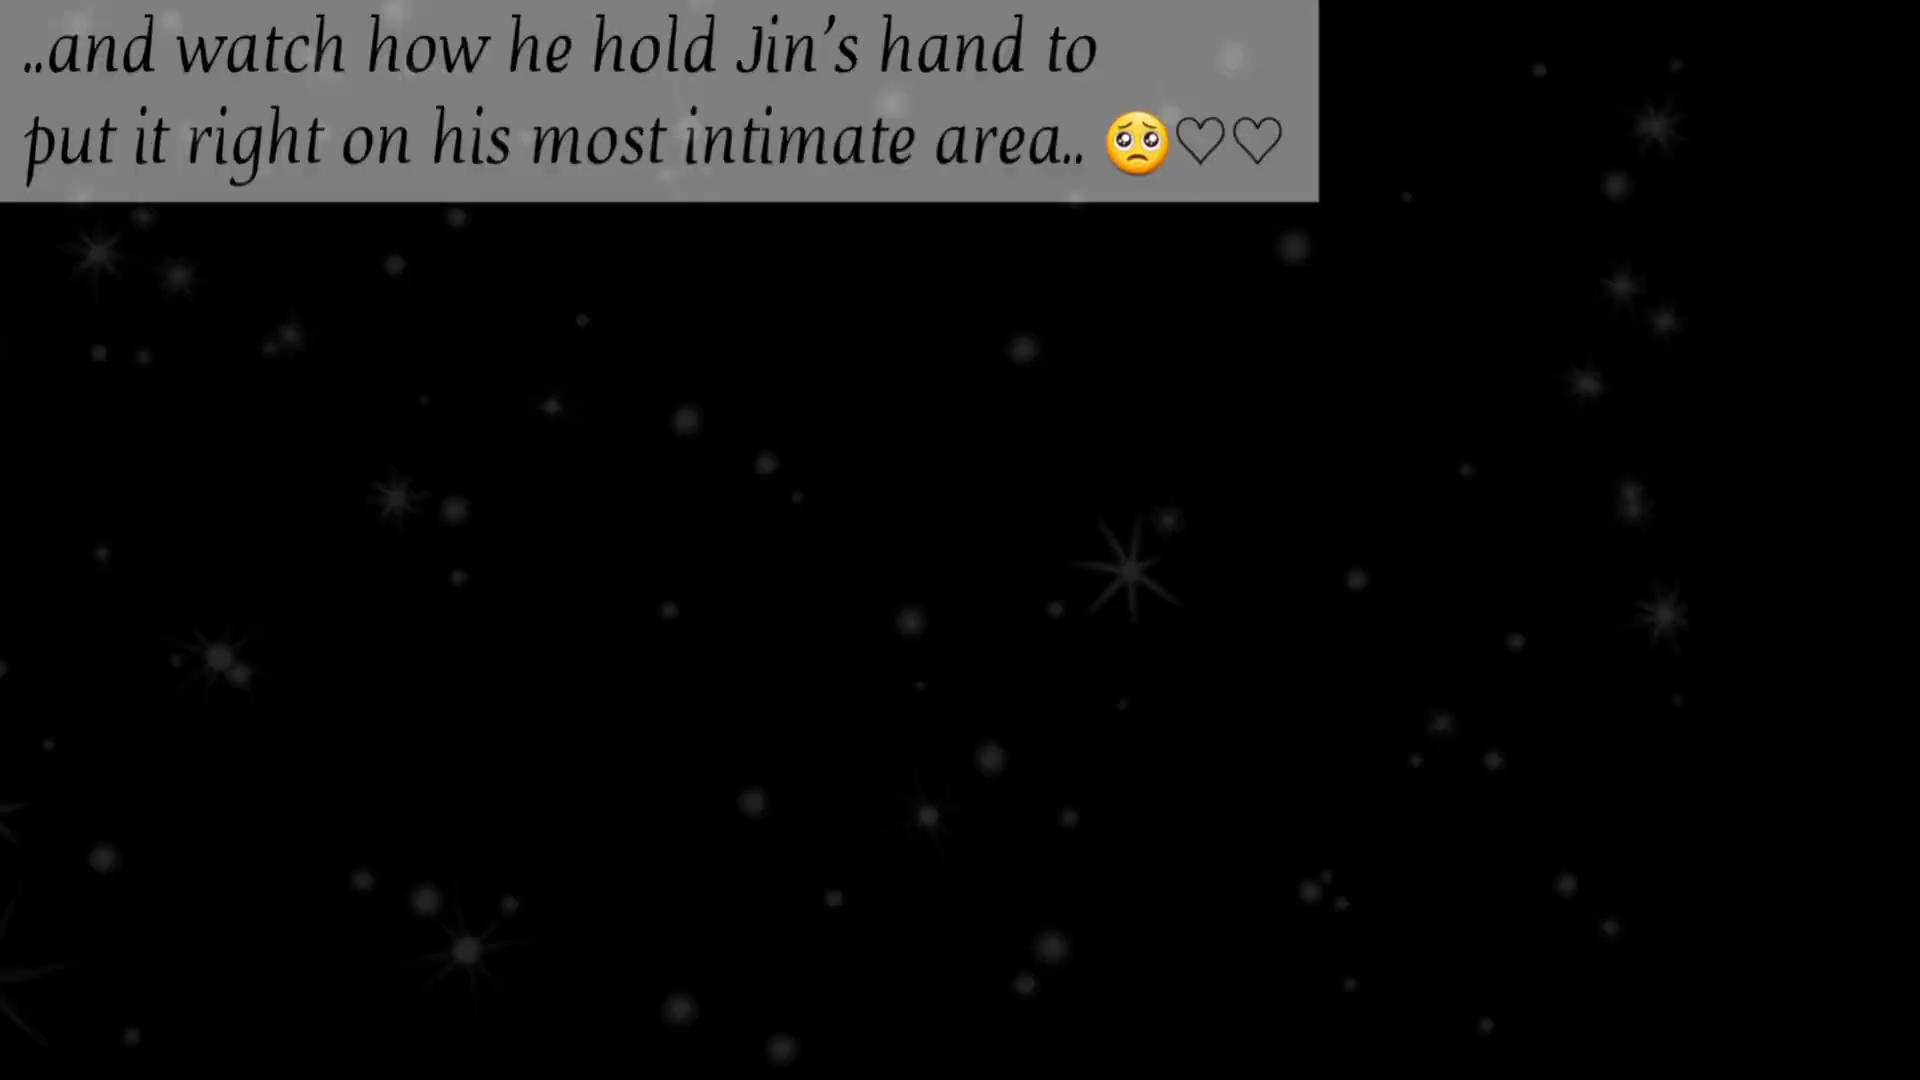 ..and watch how he hold Jin’s hand to
put it right on his most intimate area.. 🥺♡♡